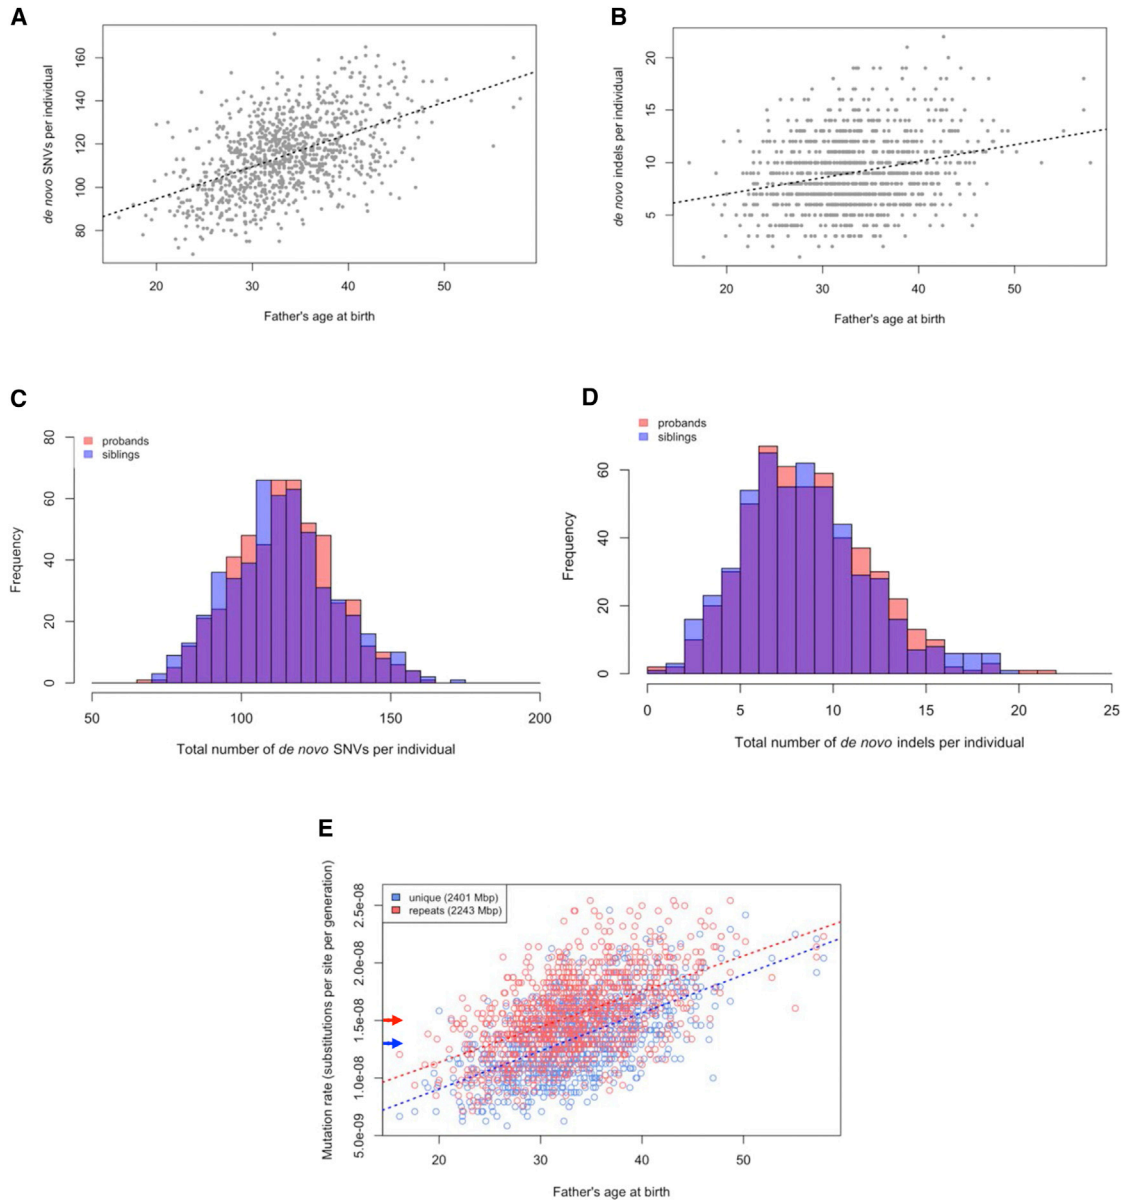 A
de novo SNVs per individual
160
140
120
100
80
20 30 40 50
Father's age at birth
B
de novo indels per individual
20
15
10
5
20 30 40 50
Father's age at birth
C
probands
siblings
Frequency
80
60
40
20
0
50 100 150 200
Total number of de novo SNVs per individual
D
probands
siblings
Frequency
60
40
20
0
0 5 10 15 20 25
Total number of de novo indels per individual
E
Mutation rate (substitutions per site per generation)
unique (2401 Mbp)
repeats (2243 Mbp)
2.5e-08
2.0e-08
1.5e-08
1.0e-08
5.0e-09
20 30 40 50
Father's age at birth